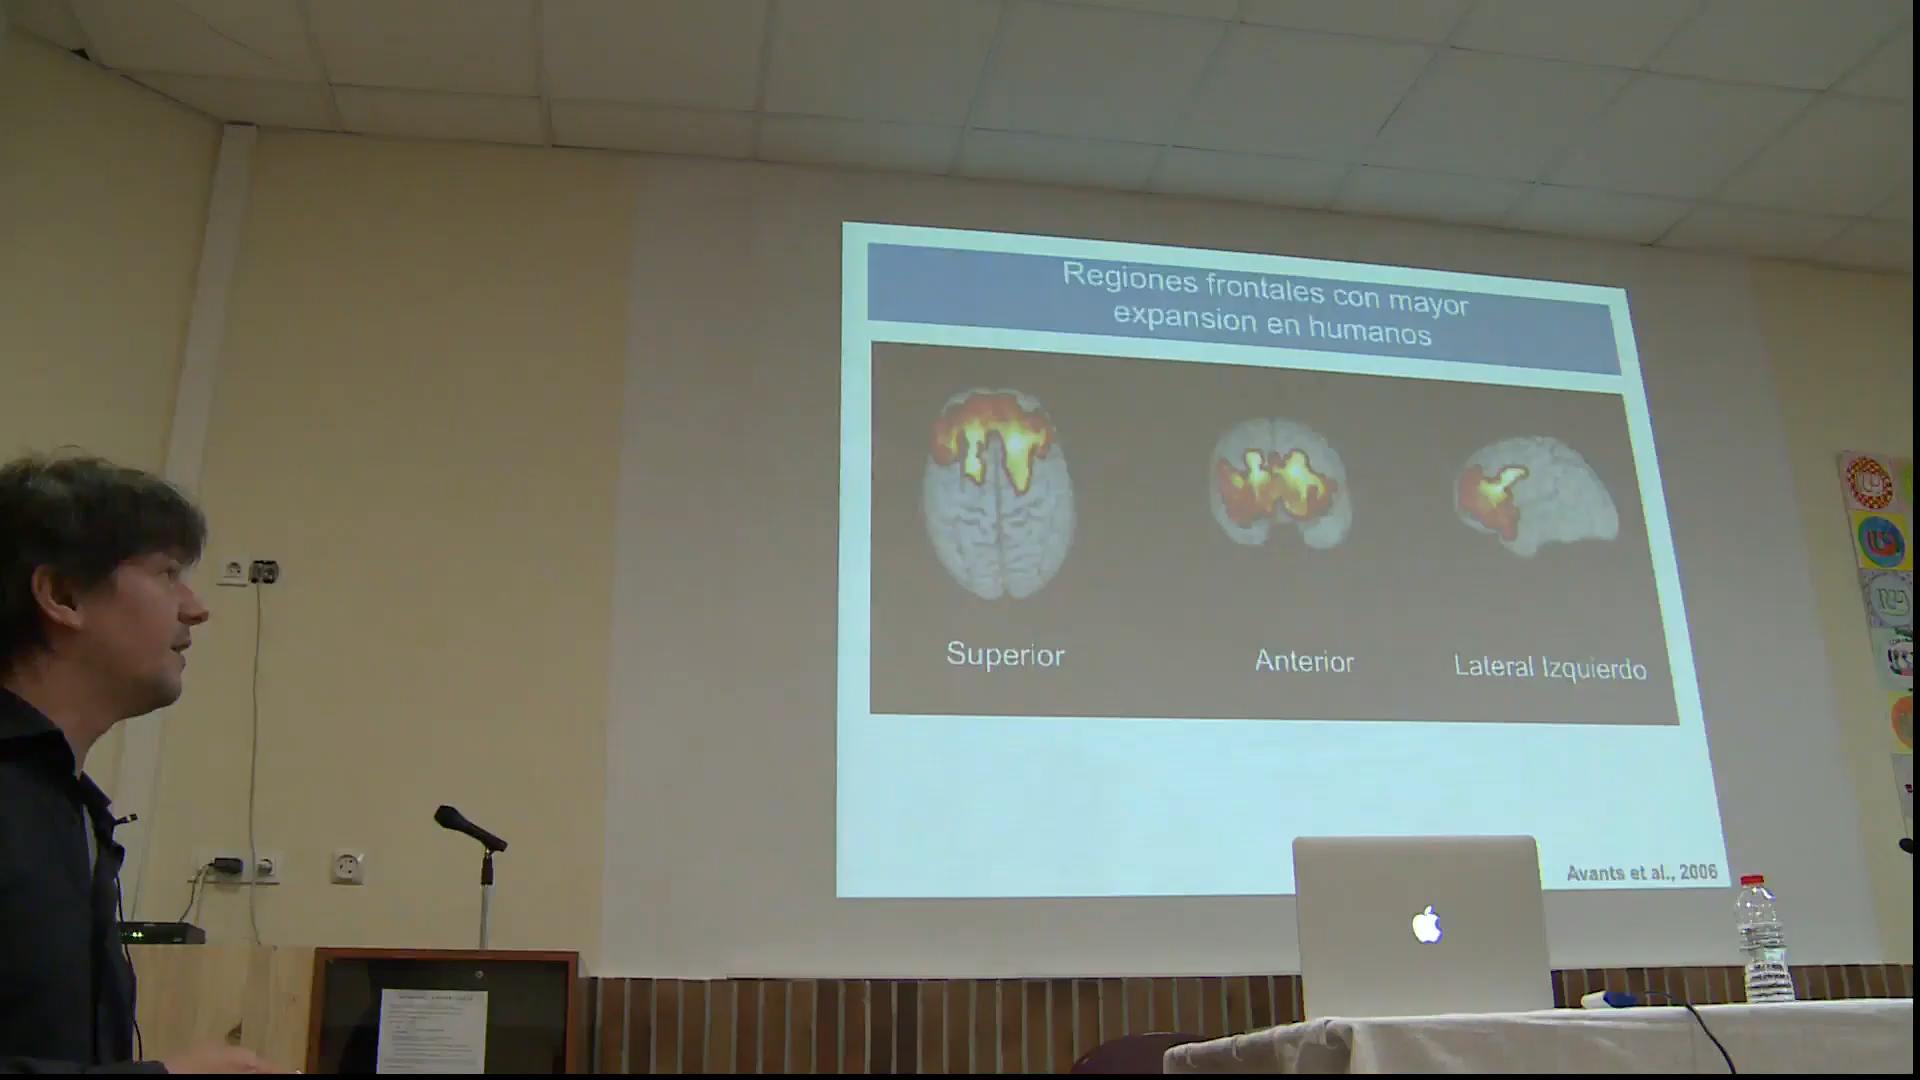 Regiones frontales con mayor
expansion en humanos
Superior
Anterior
Lateral Izquierdo
Avants et al., 2006